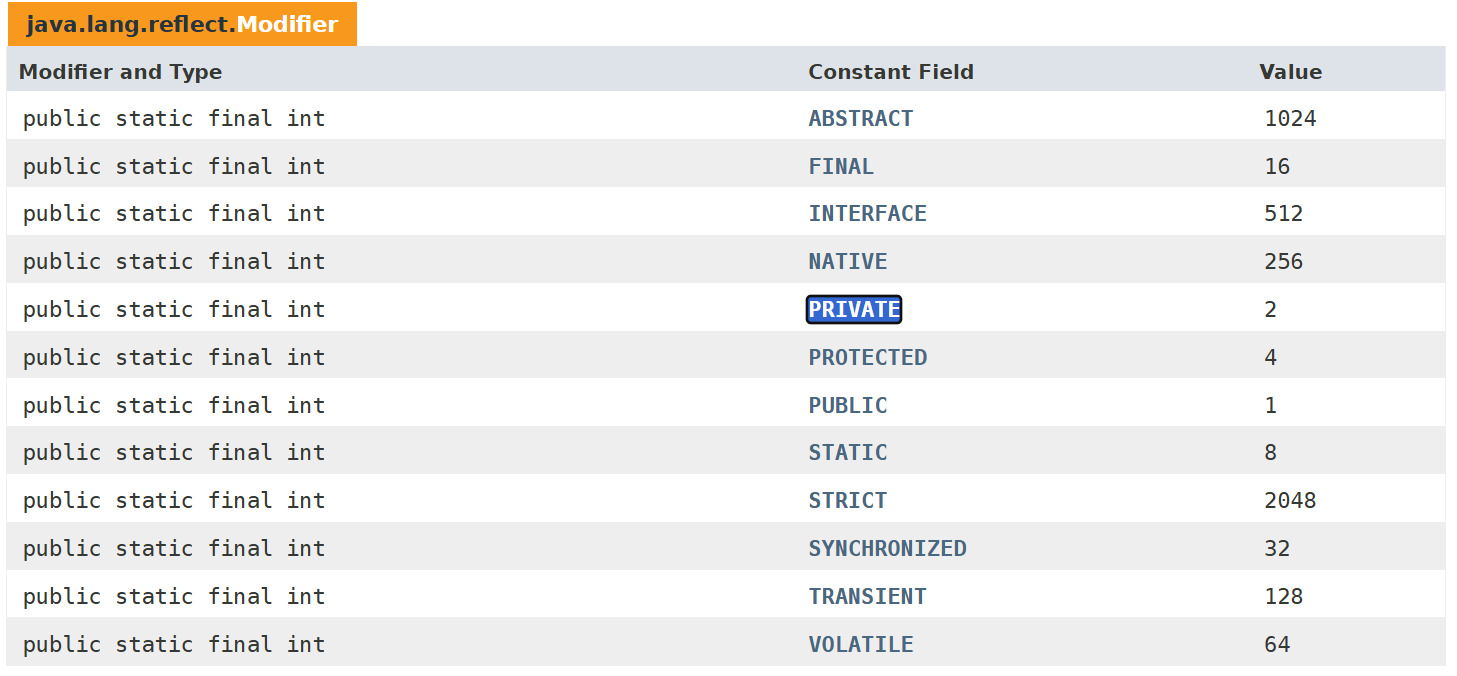 java.lang.reflect.Modifier
Modifier and Type Constant Field Value
public static final int ABSTRACT 1024
public static final int FINAL 16
public static final int INTERFACE 512
public static final int NATIVE 256
public static final int PRIVATE 2
public static final int PROTECTED 4
public static final int PUBLIC 1
public static final int STATIC 8
public static final int STRICT 2048
public static final int SYNCHRONIZED 32
public static final int TRANSIENT 128
public static final int VOLATILE 64